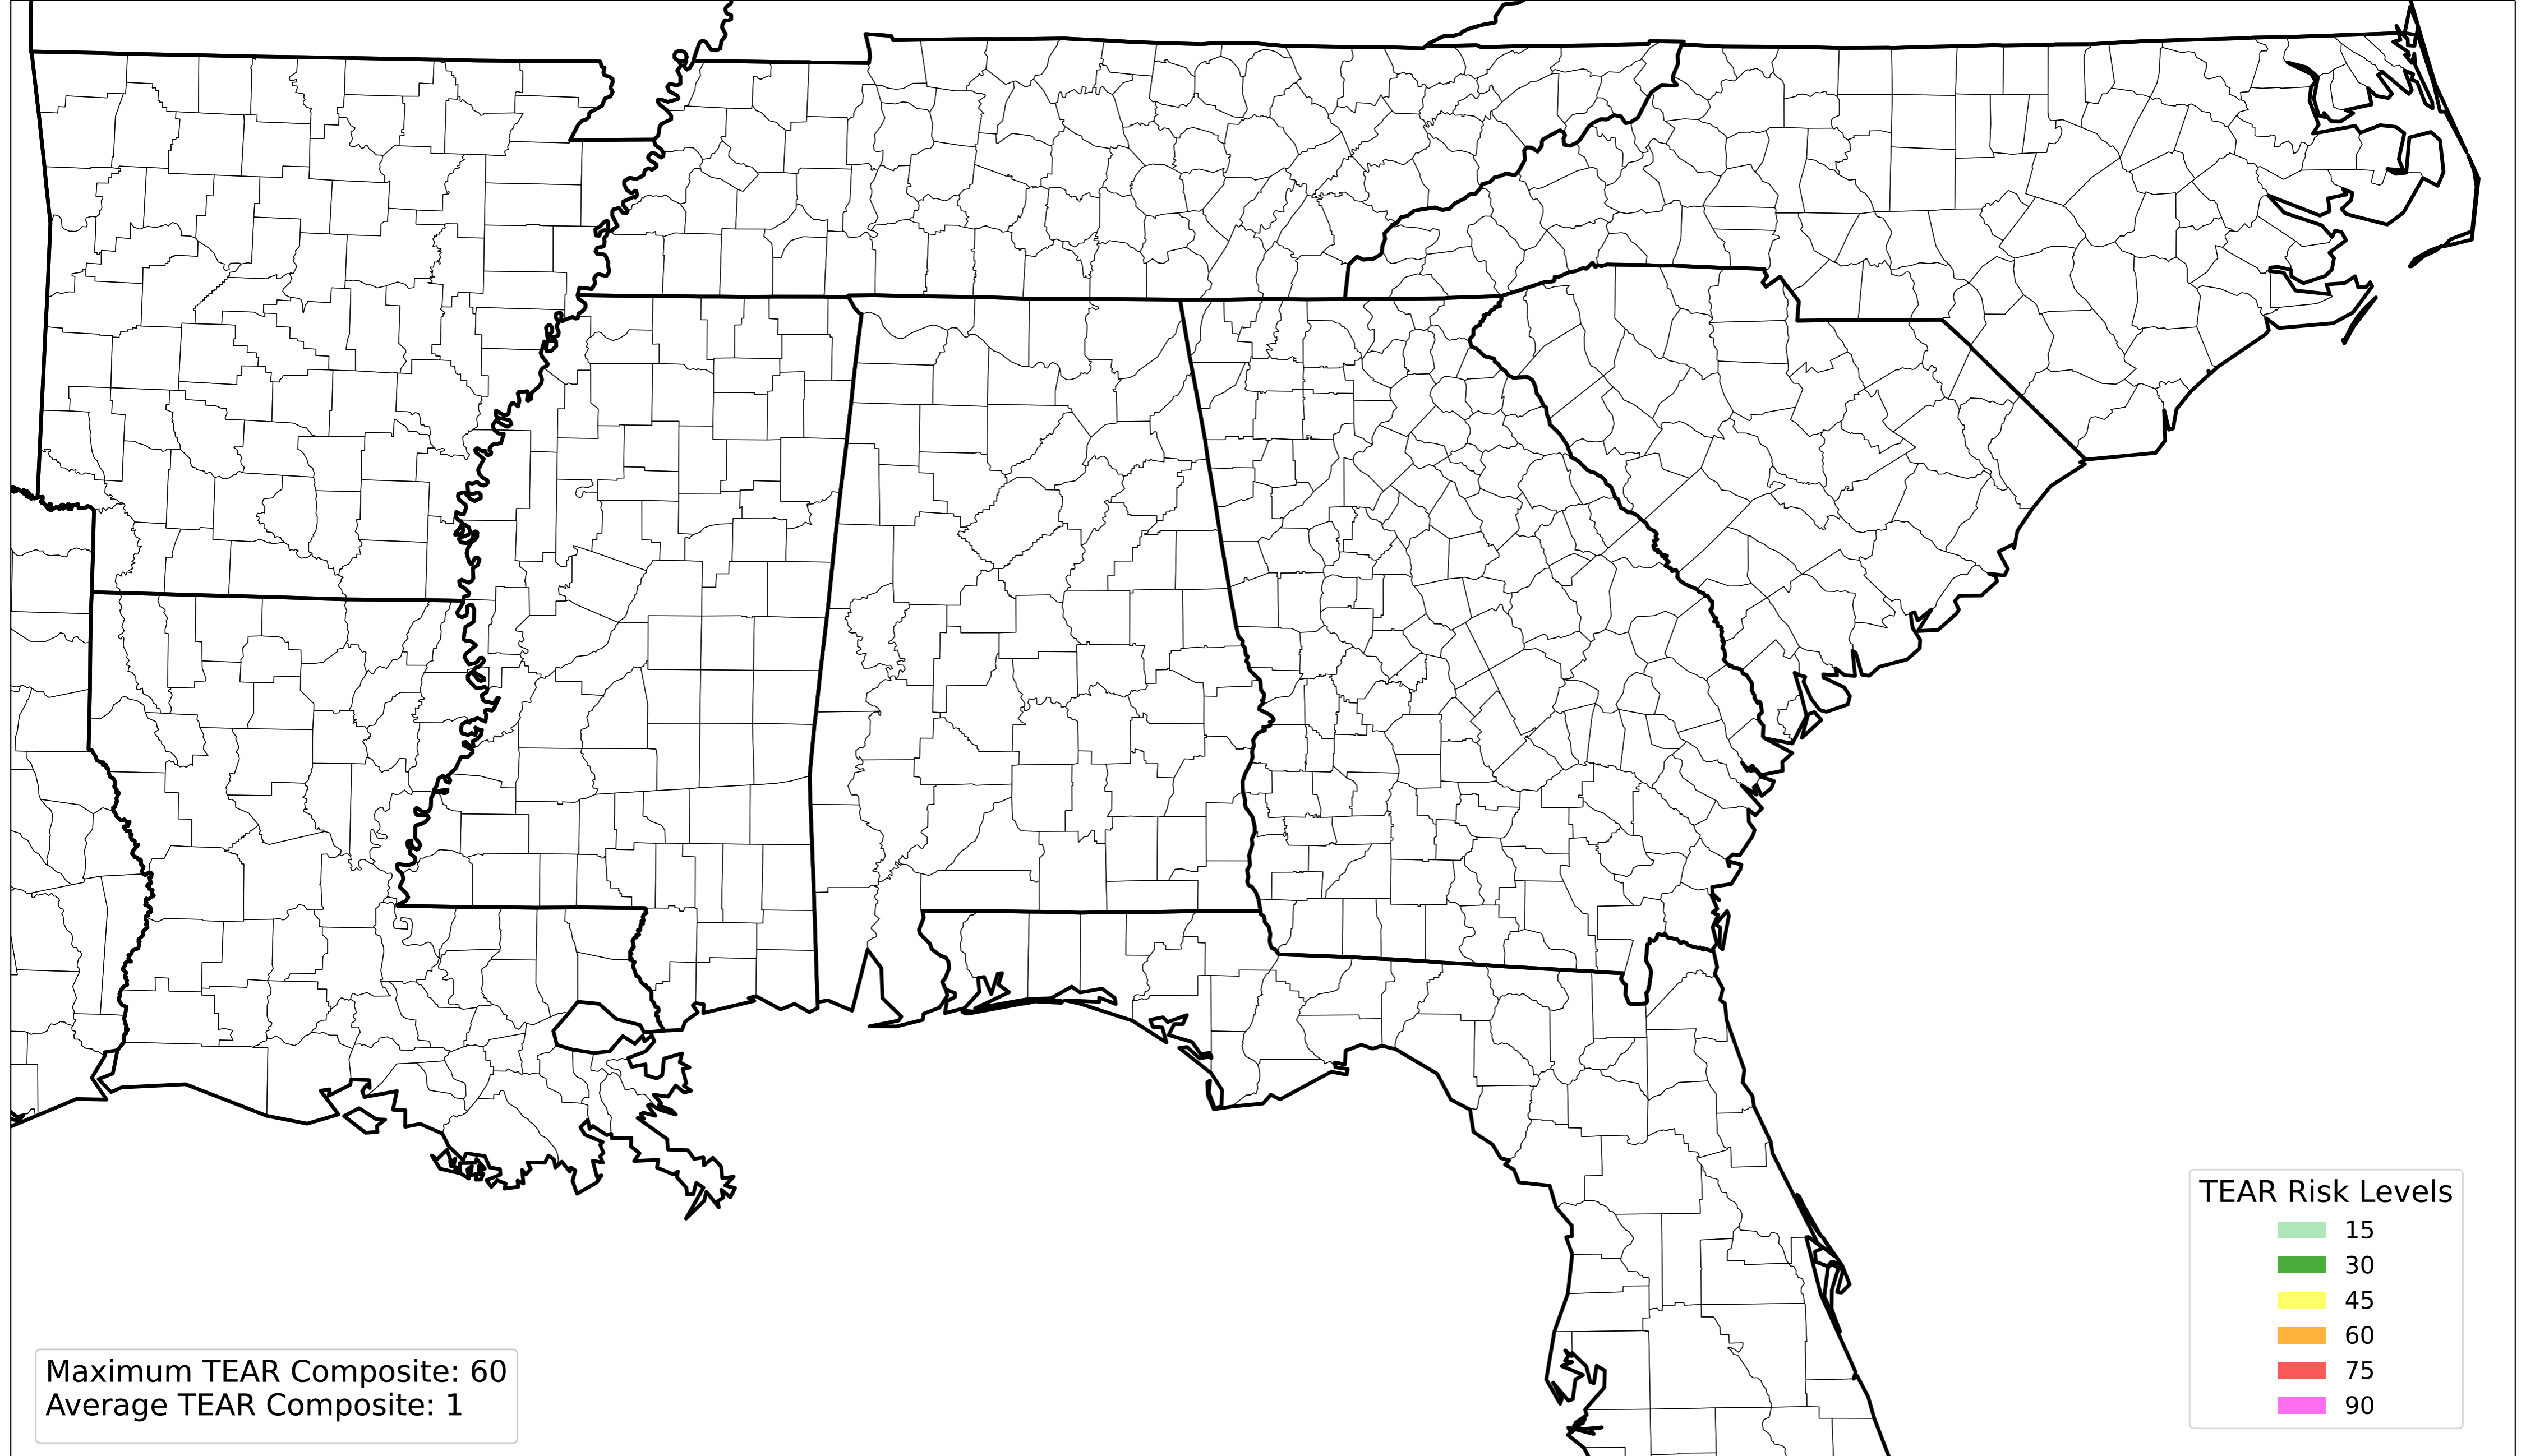 TEAR Risk Levels
15
30
45
60
75
90
Maximum TEAR Composite: 60
Average TEAR Composite: 1